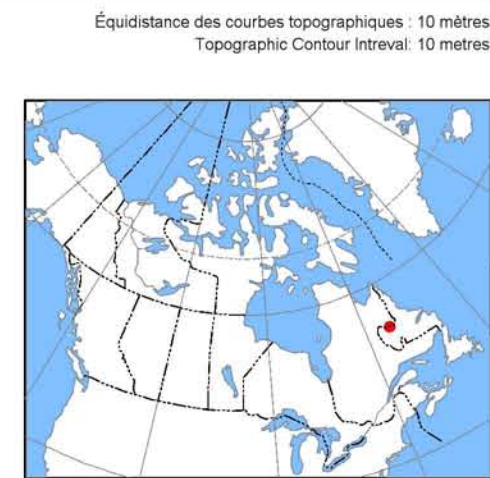 Équidistance des courbes topographiques : 10 mètres
Topographic Contour Intreval: 10 metres